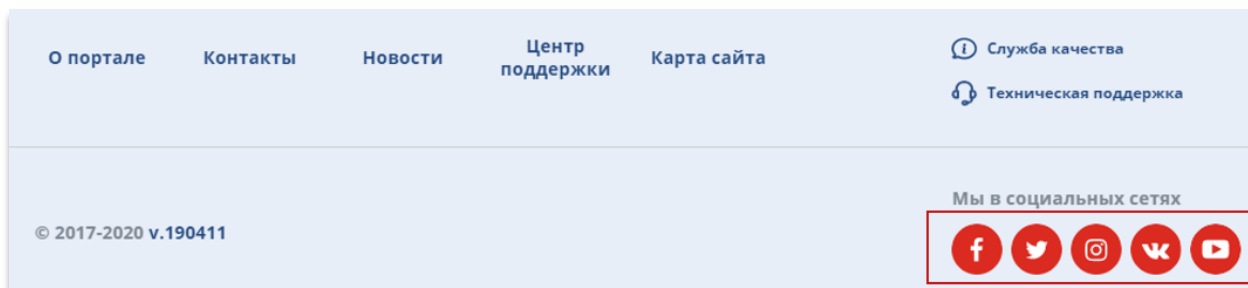 О портале
Контакты
Новости
Центр
поддержки
Карта сайта
Служба качества
Техническая поддержка
Мы в социальных сетях
© 2017-2020 v.190411